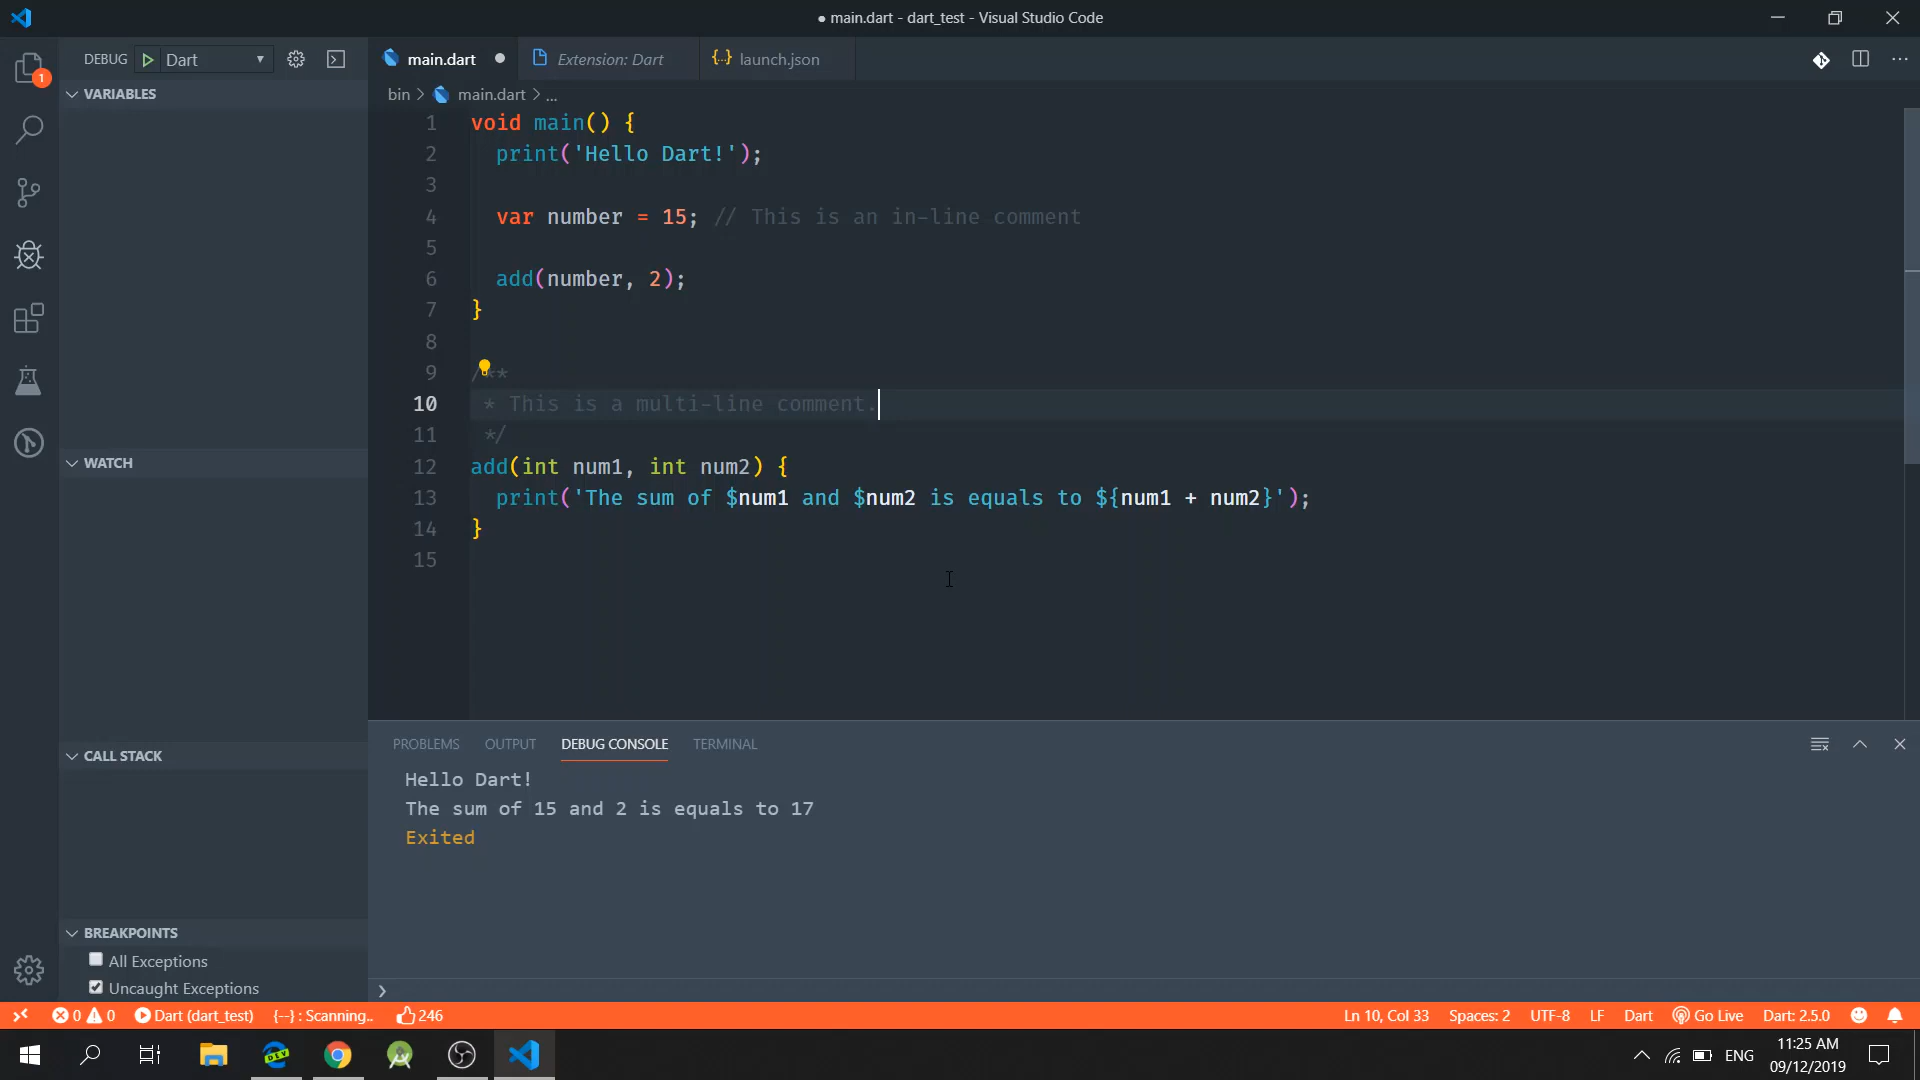 ● main.dart - dart_test - Visual Studio Code
DEBUG Dart
main.dart
Extension: Dart
{··} launch.json
1
VARIABLES
bin > main.dart > ...
1 void main() {
2 print('Hello Dart!');
3
4 var number = 15; // This is an in-line comment
5
6 add(number, 2);
7 }
8
9 /**
10 * This is a multi-line comment.
11 */
12 add(int num1, int num2) {
13 print('The sum of $num1 and $num2 is equals to ${num1 + num2}');
14 }
15
WATCH
CALL STACK
BREAKPOINTS
All Exceptions
Uncaught Exceptions
PROBLEMS OUTPUT DEBUG CONSOLE TERMINAL
Hello Dart!
The sum of 15 and 2 is equals to 17
Exited
0 0 Dart (dart_test) {--} : Scanning.. 246
Ln 10, Col 33 Spaces: 2 UTF-8 LF Dart Go Live Dart: 2.5.0
DEV
ENG
11:25 AM
09/12/2019